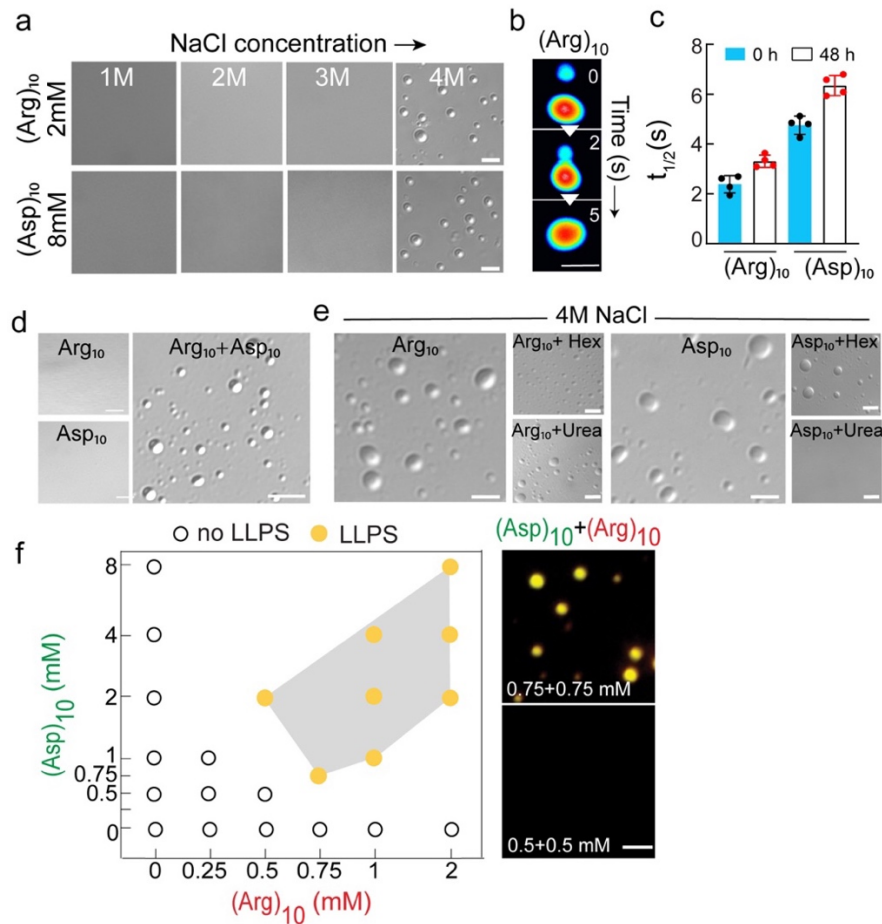 a
NaCl concentration →
1M 2M 3M 4M
(Arg)₁₀
2mM
(Asp)₁₀
8mM
b
(Arg)₁₀
0
2
5
Time (s) →
c
0 h 48 h
t₁/₂(s)
8
6
4
2
0
(Arg)₁₀ (Asp)₁₀
d
Arg₁₀
Asp₁₀
Arg₁₀+Asp₁₀
e
4M NaCl
Arg₁₀
Arg₁₀+ Hex
Arg₁₀+Urea
Asp₁₀
Asp₁₀+Hex
Asp₁₀+Urea
f
no LLPS LLPS
(Asp)₁₀ (mM)
8
4
2
1
0.75
0.5
0
0 0.25 0.5 0.75 1 2
(Arg)₁₀ (mM)
(Asp)₁₀+(Arg)₁₀
0.75+0.75 mM
0.5+0.5 mM